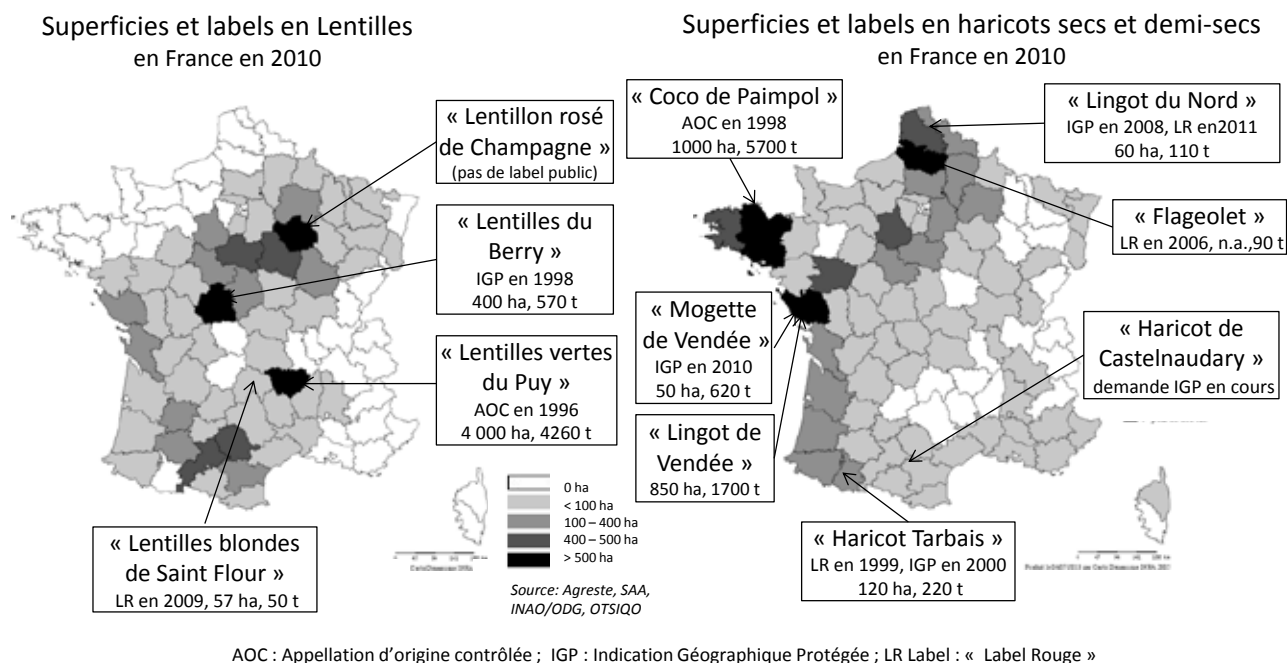 Superficies et labels en Lentilles
en France en 2010
Superficies et labels en haricots secs et demi-secs
en France en 2010
« Lentillon rosé
de Champagne »
(pas de label public)
« Lentilles du
Berry »
IGP en 1998
400 ha, 570 t
« Lentilles vertes
du Puy »
AOC en 1996
4 000 ha, 4260 t
« Lentilles blondes
de Saint Flour »
LR en 2009, 57 ha, 50 t
0 ha
< 100 ha
100 – 400 ha
400 – 500 ha
> 500 ha
Source: Agreste, SAA,
INAO/ODG, OTSIQO
« Coco de Paimpol »
AOC en 1998
1000 ha, 5700 t
« Lingot du Nord »
IGP en 2008, LR en2011
60 ha, 110 t
« Flageolet »
LR en 2006, n.a.,90 t
« Mogette
de Vendée »
IGP en 2010
50 ha, 620 t
« Haricot de
Castelnaudary »
demande IGP en cours
« Lingot de
Vendée »
850 ha, 1700 t
« Haricot Tarbais »
LR en 1999, IGP en 2000
120 ha, 220 t
AOC : Appellation d'origine contrôlée ; IGP : Indication Géographique Protégée ; LR Label : « Label Rouge »